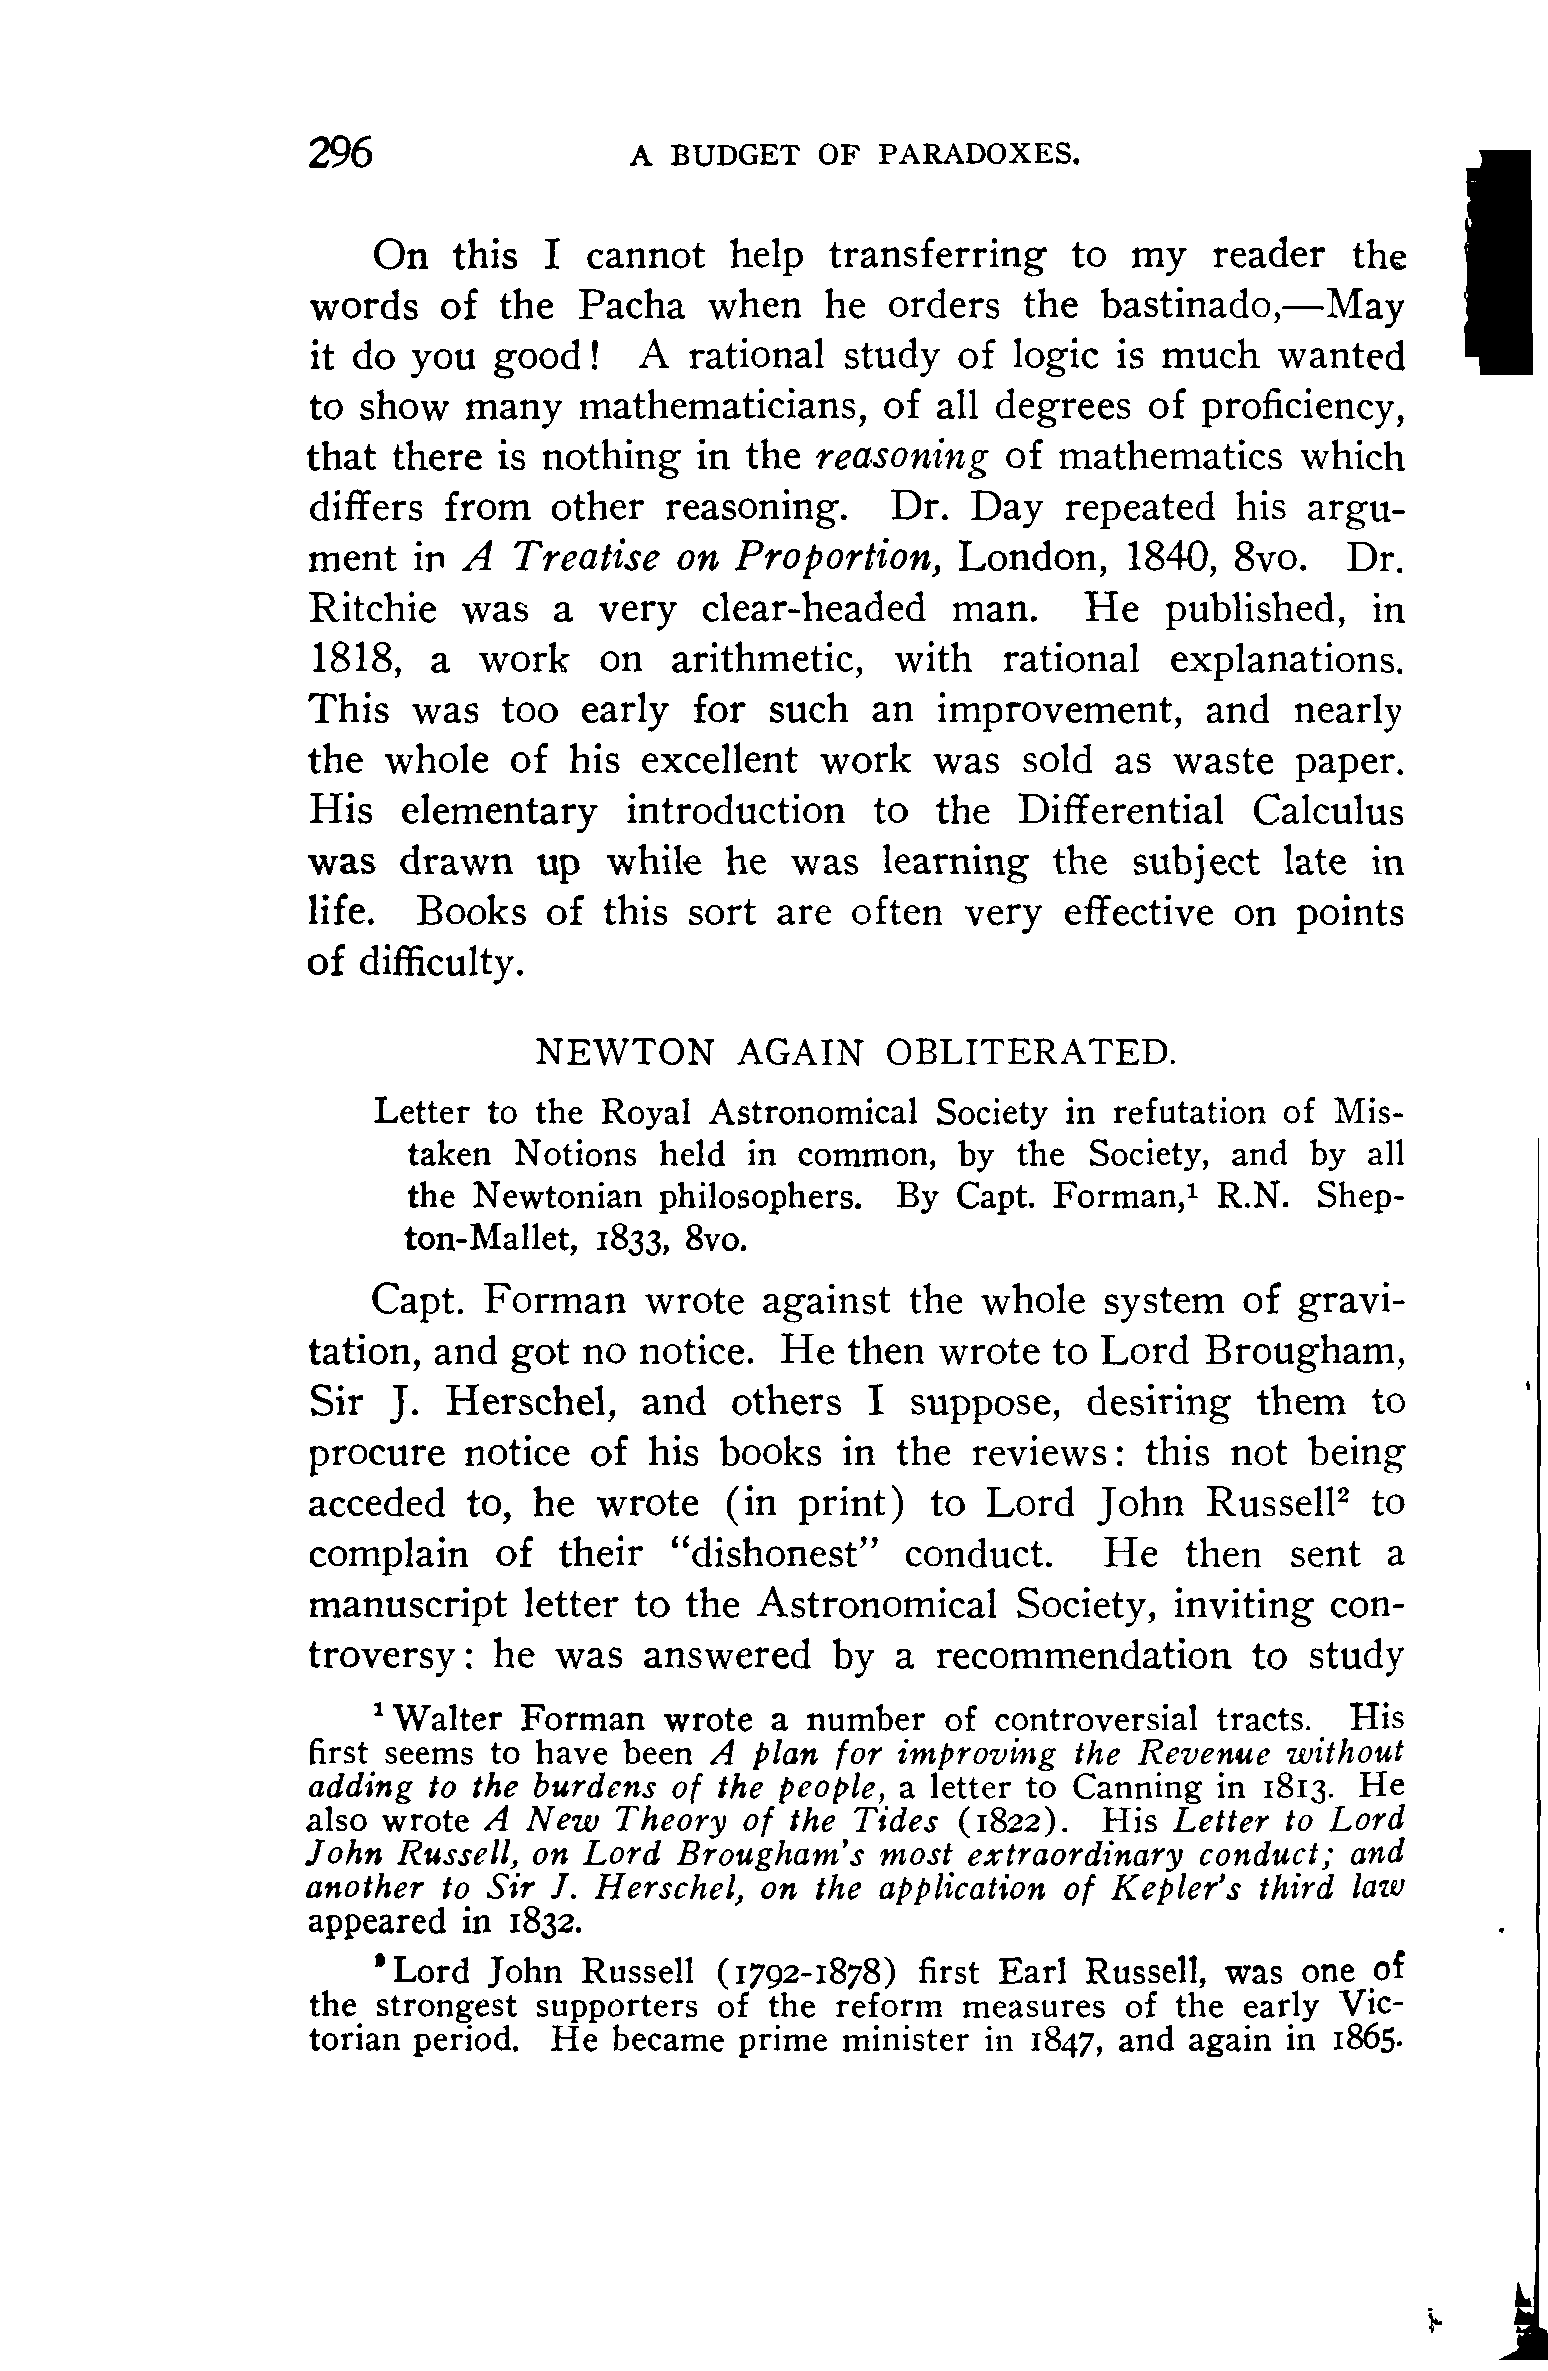 296 A BUDGET OF PARADOXES.
On this I cannot help transferring to my reader the
words of the Pacha when he orders the bastinado,—May
it do you good! A rational study of logic is much wanted
to show many mathematicians, of all degrees of proficiency,
that there is nothing in the reasoning of mathematics which
differs from other reasoning. Dr. Day repeated his argu-
ment in A Treatise on Proportion, London, 1840, 8vo. Dr.
Ritchie was a very clear-headed man. He published, in
1818, a work on arithmetic, with rational explanations.
This was too early for such an improvement, and nearly
the whole of his excellent work was sold as waste paper.
His elementary introduction to the Differential Calculus
was drawn up while he was learning the subject late in
life. Books of this sort are often very effective on points
of difficulty.
NEWTON AGAIN OBLITERATED.
Letter to the Royal Astronomical Society in refutation of Mis-
taken Notions held in common, by the Society, and by all
the Newtonian philosophers. By Capt. Forman,¹ R.N. Shep-
ton-Mallet, 1833, 8vo.
Capt. Forman wrote against the whole system of gravi-
tation, and got no notice. He then wrote to Lord Brougham,
Sir J. Herschel, and others I suppose, desiring them to
procure notice of his books in the reviews: this not being
acceded to, he wrote (in print) to Lord John Russell² to
complain of their “dishonest” conduct. He then sent a
manuscript letter to the Astronomical Society, inviting con-
troversy: he was answered by a recommendation to study
¹ Walter Forman wrote a number of controversial tracts. His
first seems to have been A plan for improving the Revenue without
adding to the burdens of the people, a letter to Canning in 1813. He
also wrote A New Theory of the Tides (1822). His Letter to Lord
John Russell, on Lord Brougham's most extraordinary conduct; and
another to Sir J. Herschel, on the application of Kepler's third law
appeared in 1832.
² Lord John Russell (1792-1878) first Earl Russell, was one of
the strongest supporters of the reform measures of the early Vic-
torian period. He became prime minister in 1847, and again in 1865.